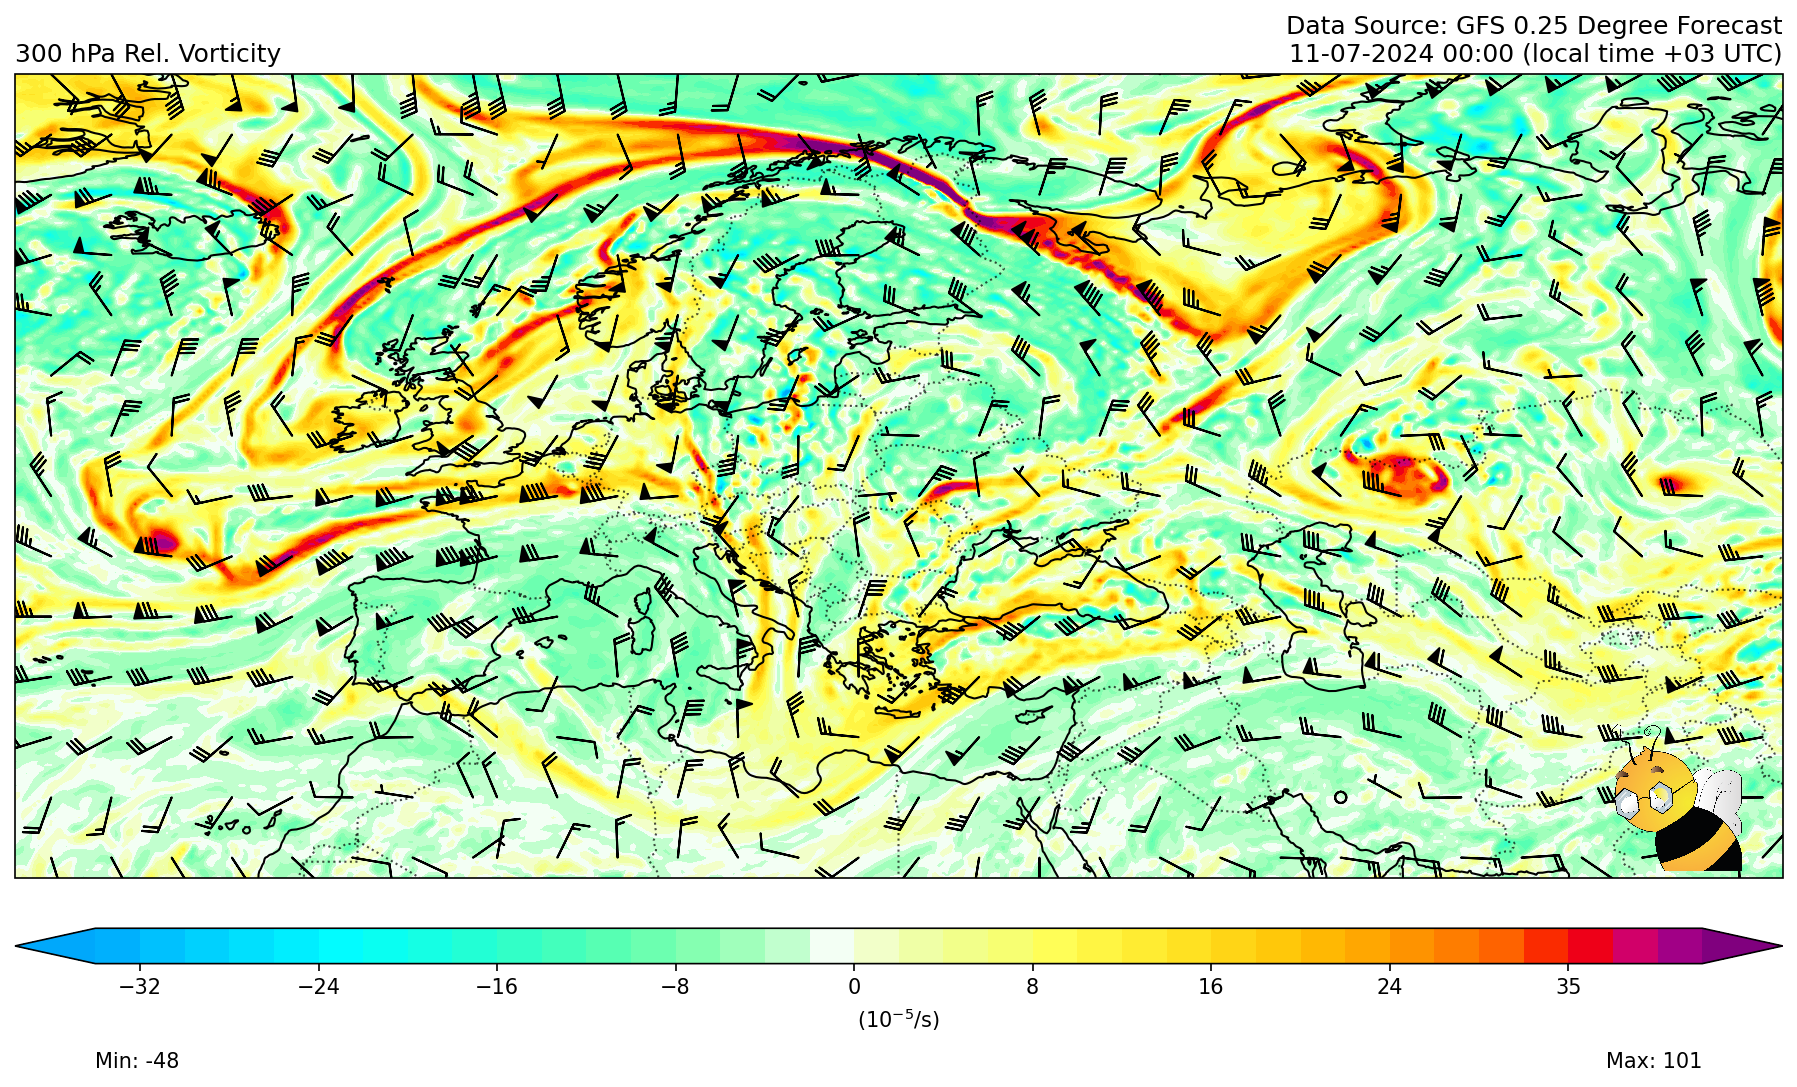 Data Source: GFS 0.25 Degree Forecast
300 hPa Rel. Vorticity
11-07-2024 00:00 (local time +03 UTC)
−32 −24 −16 −8 0 8 16 24 35
(10⁻⁵/s)
Min: -48
Max: 101